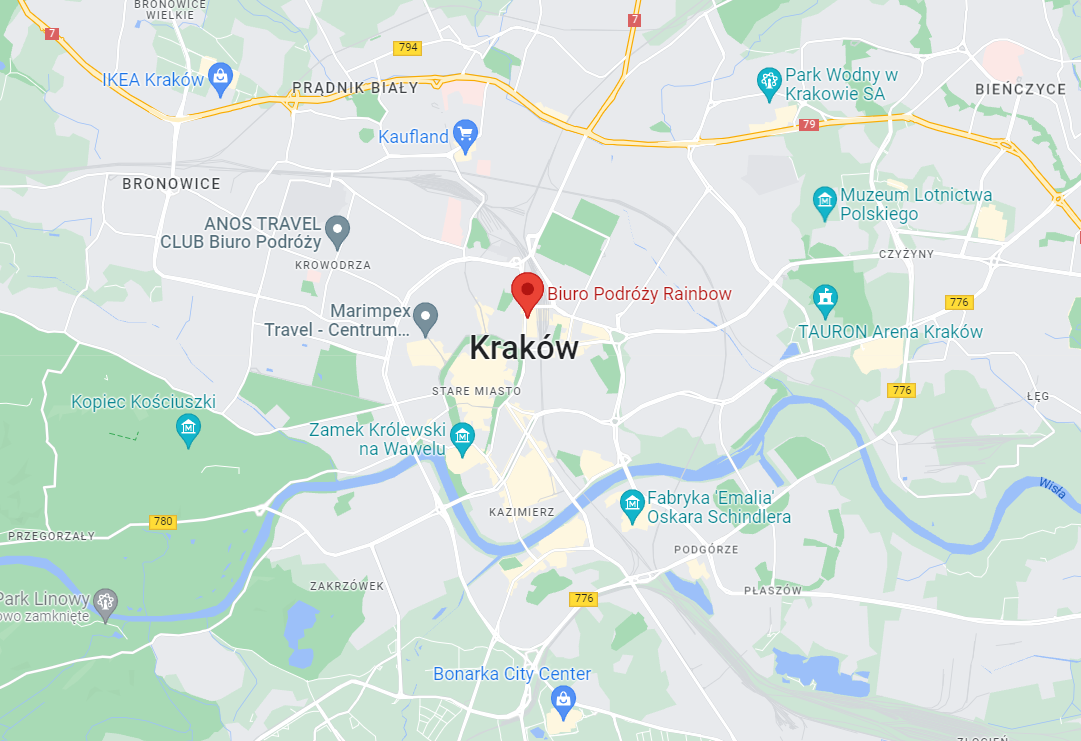 BRONOWICE
WIELKIE
7
7
794
IKEA Kraków
PRĄDNIK BIAŁY
Park Wodny w
Krakowie SA
BIEŃCZYCE
79
Kaufland
BRONOWICE
Muzeum Lotnictwa
Polskiego
ANOS TRAVEL
CLUB Biuro Podróży
KROWODRZA
CZYŻYNY
Biuro Podróży Rainbow
776
Marimpex
Travel - Centrum...
TAURON Arena Kraków
Kraków
STARE MIASTO
776
ŁĘG
Kopiec Kościuszki
Zamek Królewski
na Wawelu
Wisła
Fabryka 'Emalia'
Oskara Schindlera
KAZIMIERZ
780
PRZEGORZAŁY
PODGÓRZE
ZAKRZÓWEK
PŁASZÓW
776
Park Linowy
owo zamknięte
Bonarka City Center
ZŁOCIEŃ